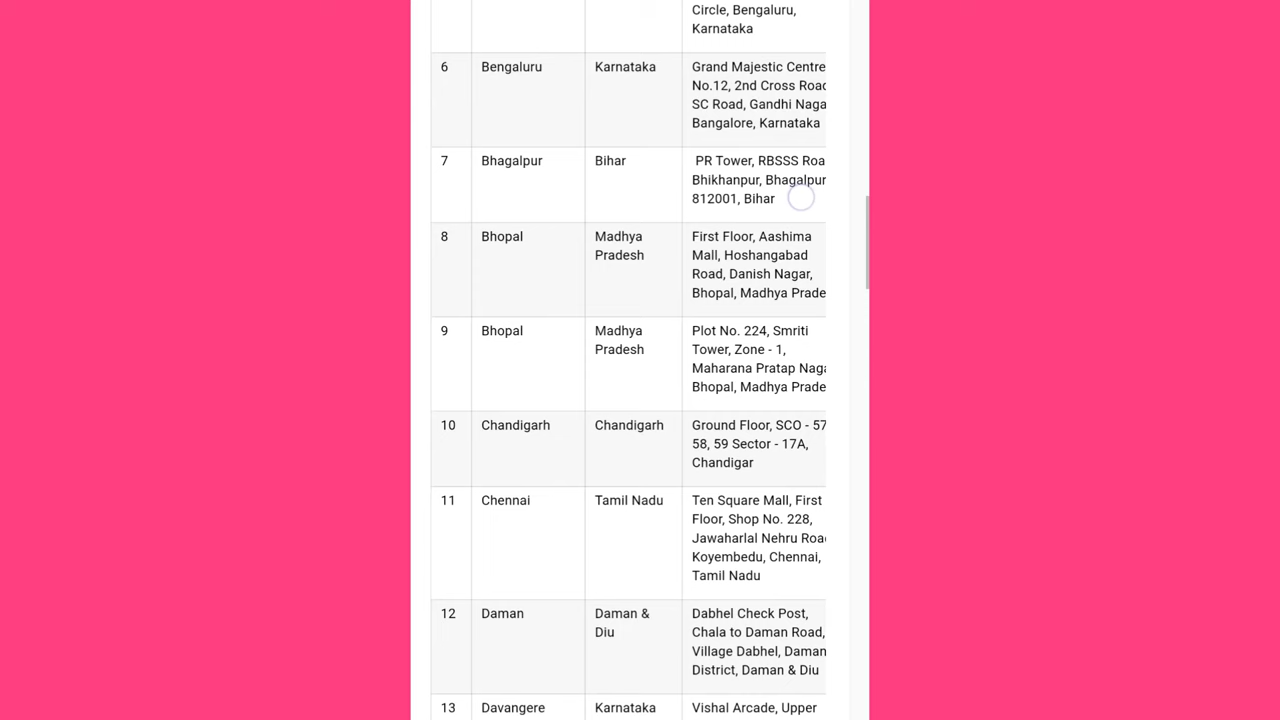 Circle, Bengaluru,
Karnataka
6 Bengaluru Karnataka Grand Majestic Centre
No.12, 2nd Cross Road
SC Road, Gandhi Naga
Bangalore, Karnataka
7 Bhagalpur Bihar PR Tower, RBSSS Roa
Bhikhanpur, Bhagalpur
812001, Bihar
8 Bhopal Madhya Pradesh First Floor, Aashima
Mall, Hoshangabad
Road, Danish Nagar,
Bhopal, Madhya Prade
9 Bhopal Madhya Pradesh Plot No. 224, Smriti
Tower, Zone - 1,
Maharana Pratap Naga
Bhopal, Madhya Prade
10 Chandigarh Chandigarh Ground Floor, SCO - 57
58, 59 Sector - 17A,
Chandigar
11 Chennai Tamil Nadu Ten Square Mall, First
Floor, Shop No. 228,
Jawaharlal Nehru Road
Koyembedu, Chennai,
Tamil Nadu
12 Daman Daman & Diu Dabhel Check Post,
Chala to Daman Road,
Village Dabhel, Daman
District, Daman & Diu
13 Davangere Karnataka Vishal Arcade, Upper